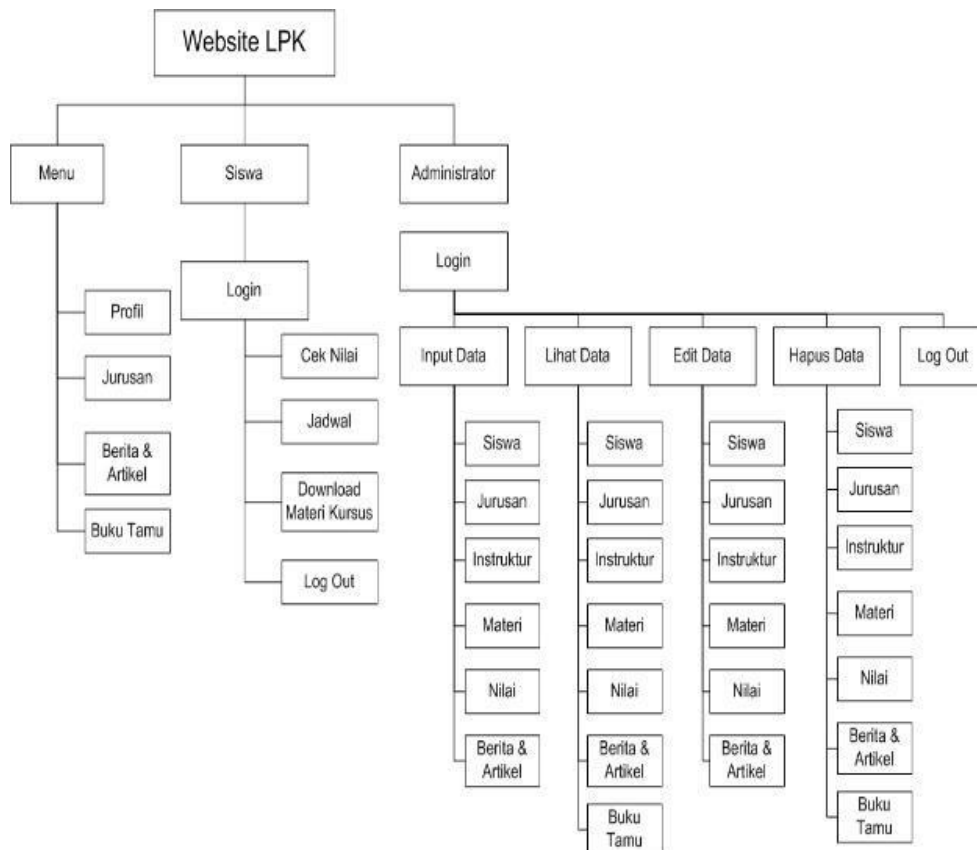 Website LPK
Menu
Siswa
Administrator
Login
Login
Profil
Jurusan
Berita &
Artikel
Buku Tamu
Cek Nilai
Jadwal
Download
Materi Kursus
Log Out
Input Data
Lihat Data
Edit Data
Hapus Data
Log Out
Siswa
Jurusan
Instruktur
Materi
Nilai
Berita &
Artikel
Siswa
Jurusan
Instruktur
Materi
Nilai
Berita &
Artikel
Buku
Tamu
Siswa
Jurusan
Instruktur
Materi
Nilai
Berita &
Artikel
Siswa
Jurusan
Instruktur
Materi
Nilai
Berita &
Artikel
Buku
Tamu